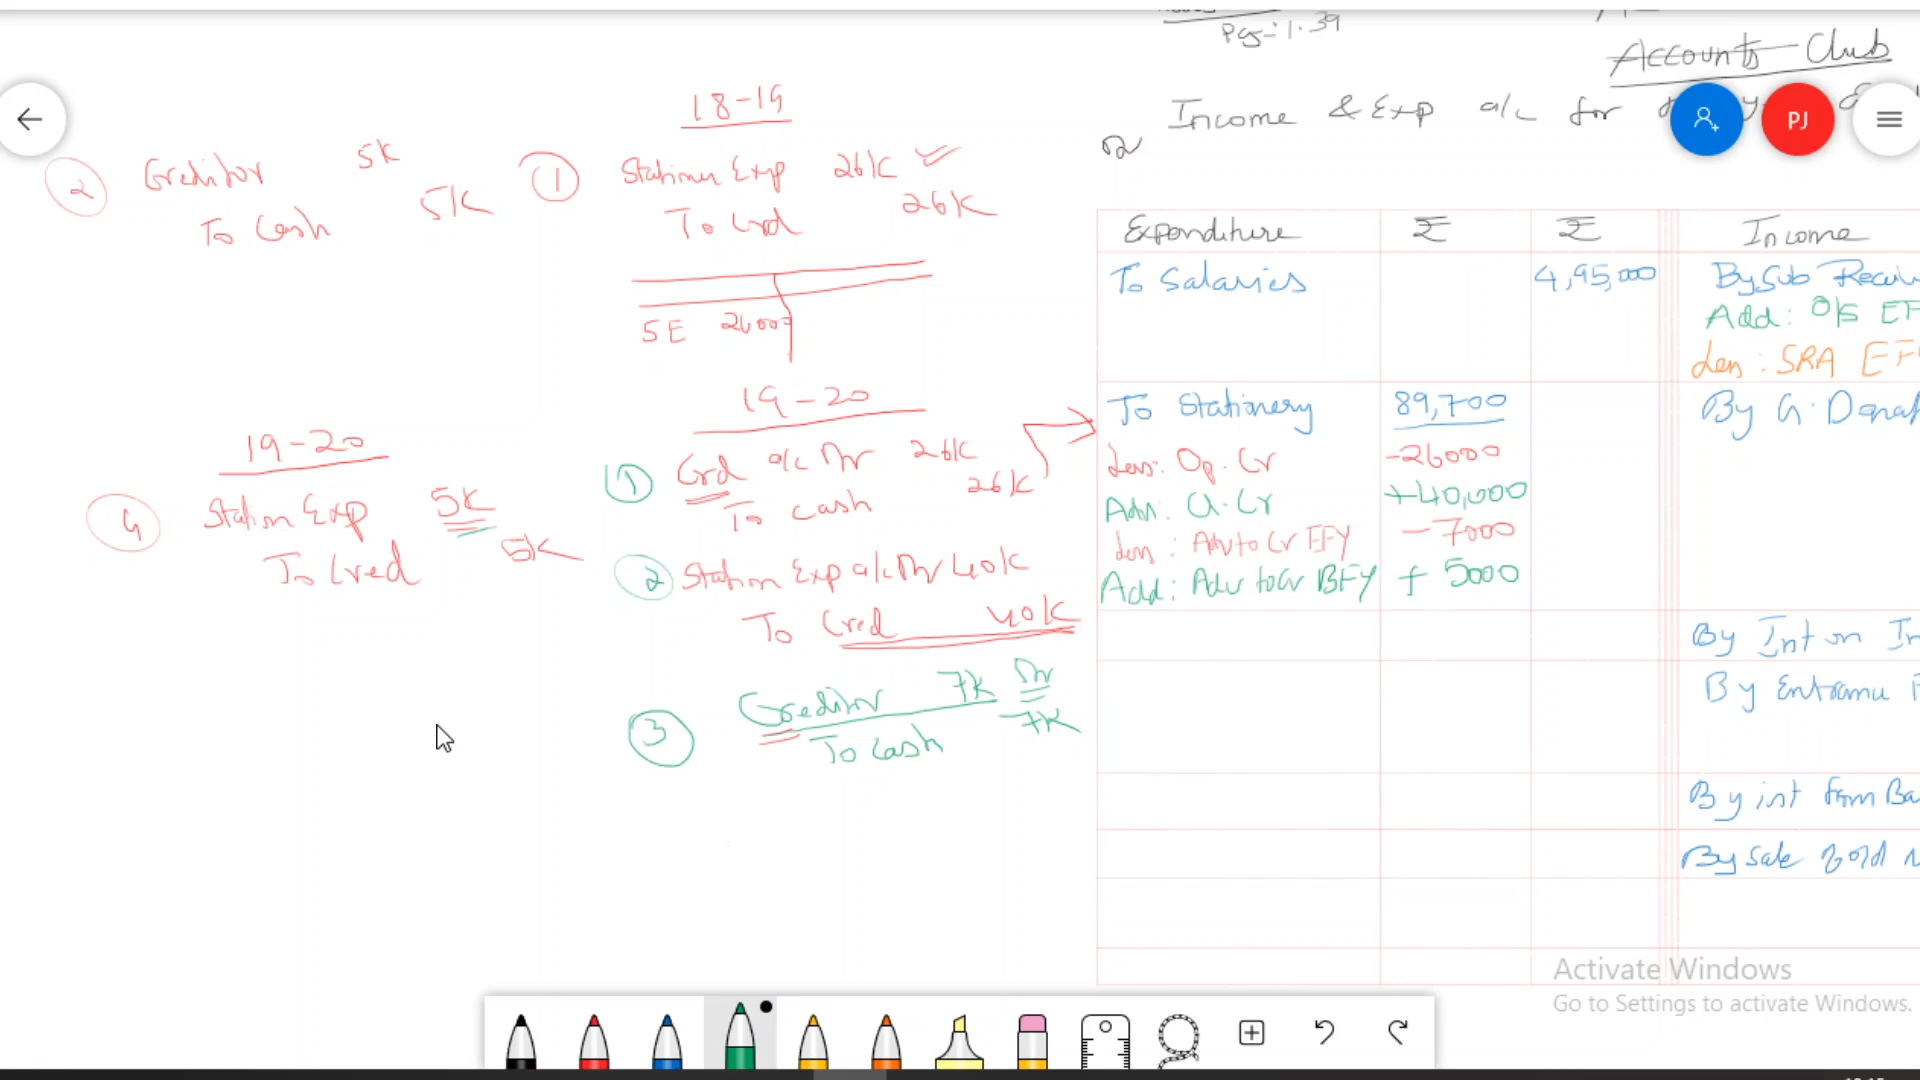 Pg-1.39
Accounts Club
Income & Exp a/c for
PJ
18-19
② Creditor 5K
To Cash 5K
① Stationer Exp 26K ✓
To Crd 26K
SE 26000
19-20
① Crd a/c Dr 26K
To cash 26K
② Station Exp a/c Dr 40K
To Cred 40K
③ Creditor 7K Dr
To Cash 7K
19-20
④ Station Exp 5K
To Cred 5K
Expenditure ₹ ₹ Income
To Salaries 4,95,000 By Sub
Add: O/S EF
Less: SRA EF
To Stationery 89,700 By G. Donat
Less: Op. Cr -26000
Add: Cl. Cr +40,000
Less: Adv to Cr EFY -7000
Add: Adv to Cr BFY + 5000
By Int on In
By Entrance F
By int from Ba
By Sale of old n
Activate Windows
Go to Settings to activate Windows.